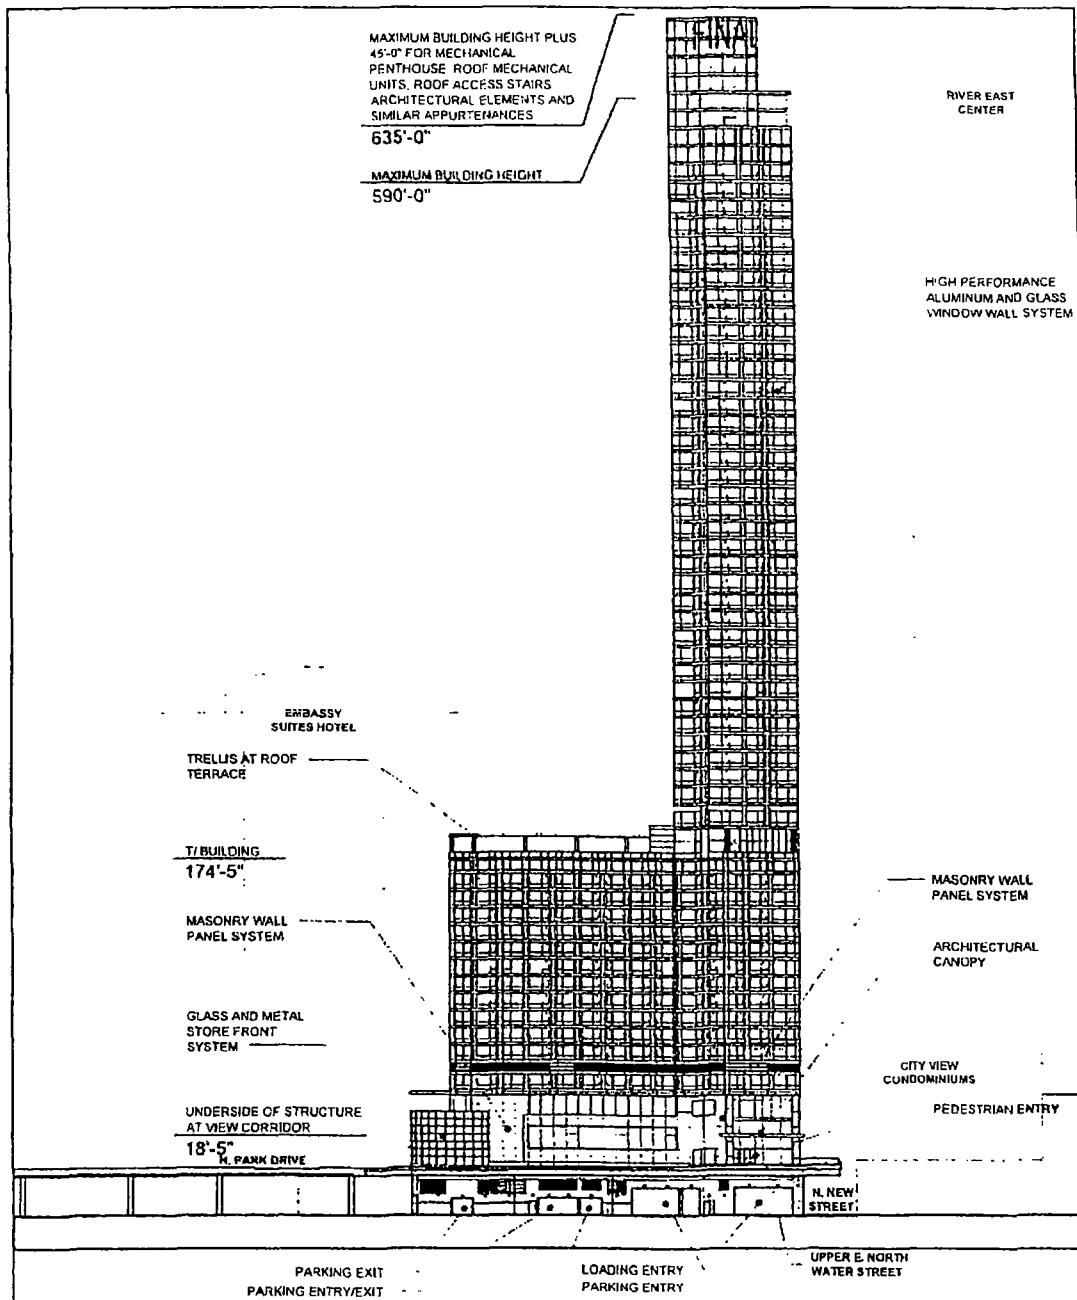 FINAL
MAXIMUM BUILDING HEIGHT PLUS
45'-0" FOR MECHANICAL
PENTHOUSE ROOF MECHANICAL
UNITS, ROOF ACCESS STAIRS
ARCHITECTURAL ELEMENTS AND
SIMILAR APPURTENANCES
635'-0"
MAXIMUM BUILDING HEIGHT
590'-0"
RIVER EAST
CENTER
HIGH PERFORMANCE
ALUMINUM AND GLASS
WINDOW WALL SYSTEM
EMBASSY
SUITES HOTEL
TRELLIS AT ROOF
TERRACE
T/ BUILDING
174'-5"
MASONRY WALL
PANEL SYSTEM
GLASS AND METAL
STORE FRONT
SYSTEM
UNDERSIDE OF STRUCTURE
AT VIEW CORRIDOR
18'-5"
N. PARK DRIVE
MASONRY WALL
PANEL SYSTEM
ARCHITECTURAL
CANOPY
CITY VIEW
CONDOMINIUMS
PEDESTRIAN ENTRY
N. NEW
STREET
UPPER E. NORTH
WATER STREET
PARKING EXIT
PARKING ENTRY/EXIT
LOADING ENTRY
PARKING ENTRY